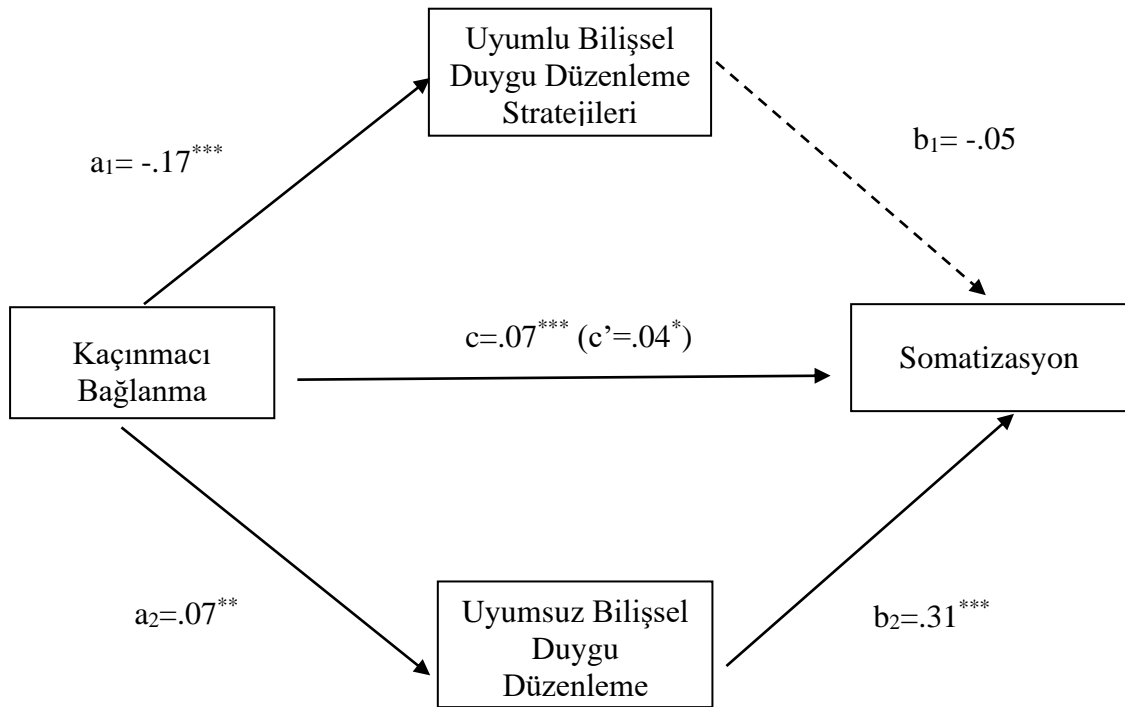 Uyumlu Bilişsel
Duygu Düzenleme
Stratejileri
a₁= -.17***
b₁= -.05
Kaçınmacı
Bağlanma
c=.07*** (c’=.04*)
Somatizasyon
a₂=.07**
Uyumsuz Bilişsel
Duygu
Düzenleme
b₂=.31***